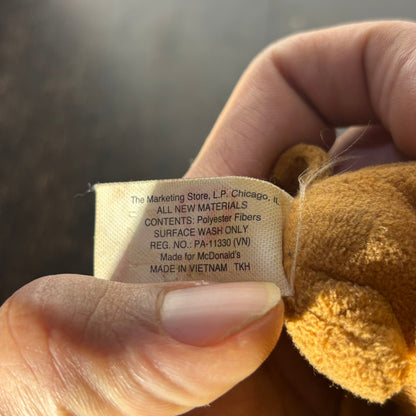 The Marketing Store, L.P. Chicago, IL
ALL NEW MATERIALS
CONTENTS: Polyester Fibers
SURFACE WASH ONLY
REG. NO.: PA-11330 (VN)
Made for McDonald's
MADE IN VIETNAM TKH